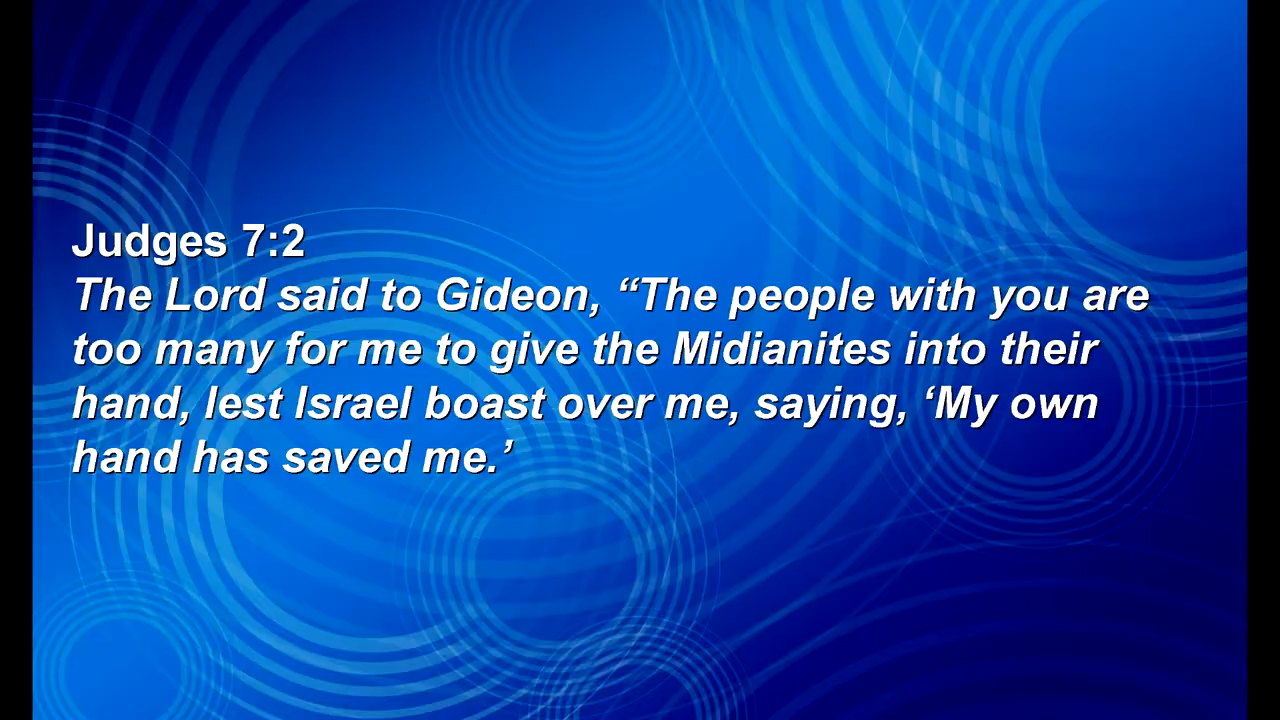 Judges 7:2
The Lord said to Gideon, “The people with you are
too many for me to give the Midianites into their
hand, lest Israel boast over me, saying, ‘My own
hand has saved me.’